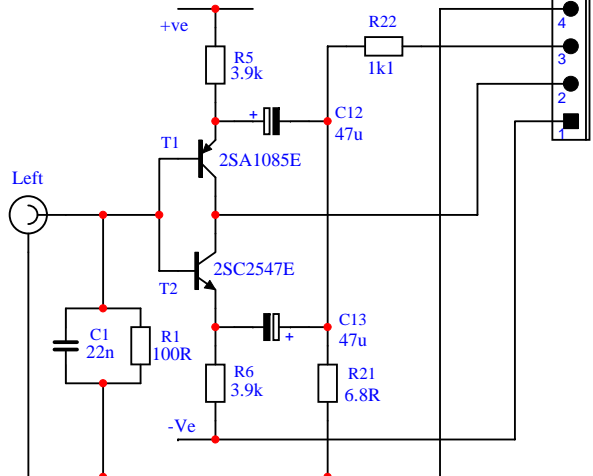 4
R22
+ve
3
R5
3.9k
1k1
2
+
C12
47u
1
T1
2SA1085E
Left
2SC2547E
T2
C13
47u
+
C1
22n
R1
100R
R6
3.9k
R21
6.8R
-Ve